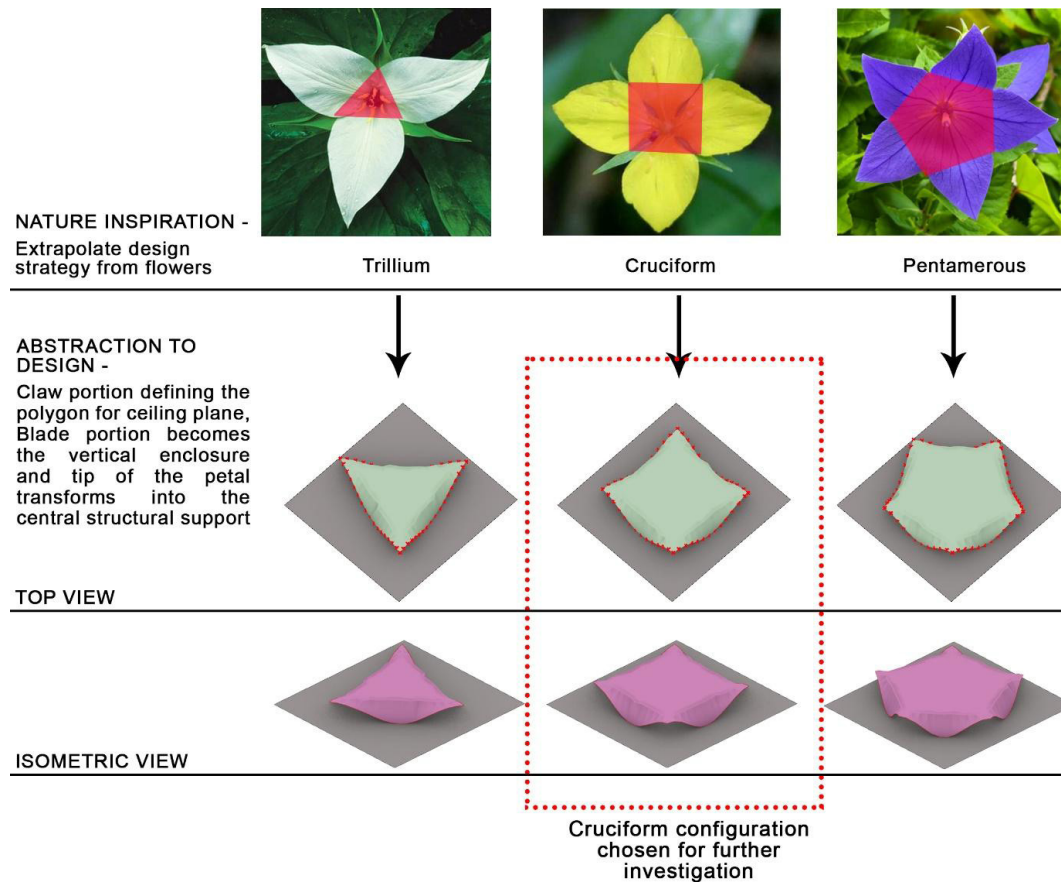 NATURE INSPIRATION -
Extrapolate design
strategy from flowers
Trillium
Cruciform
Pentamerous
ABSTRACTION TO
DESIGN -
Claw portion defining the
polygon for ceiling plane,
Blade portion becomes
the vertical enclosure
and tip of the petal
transforms into the
central structural support
TOP VIEW
ISOMETRIC VIEW
Cruciform configuration
chosen for further
investigation